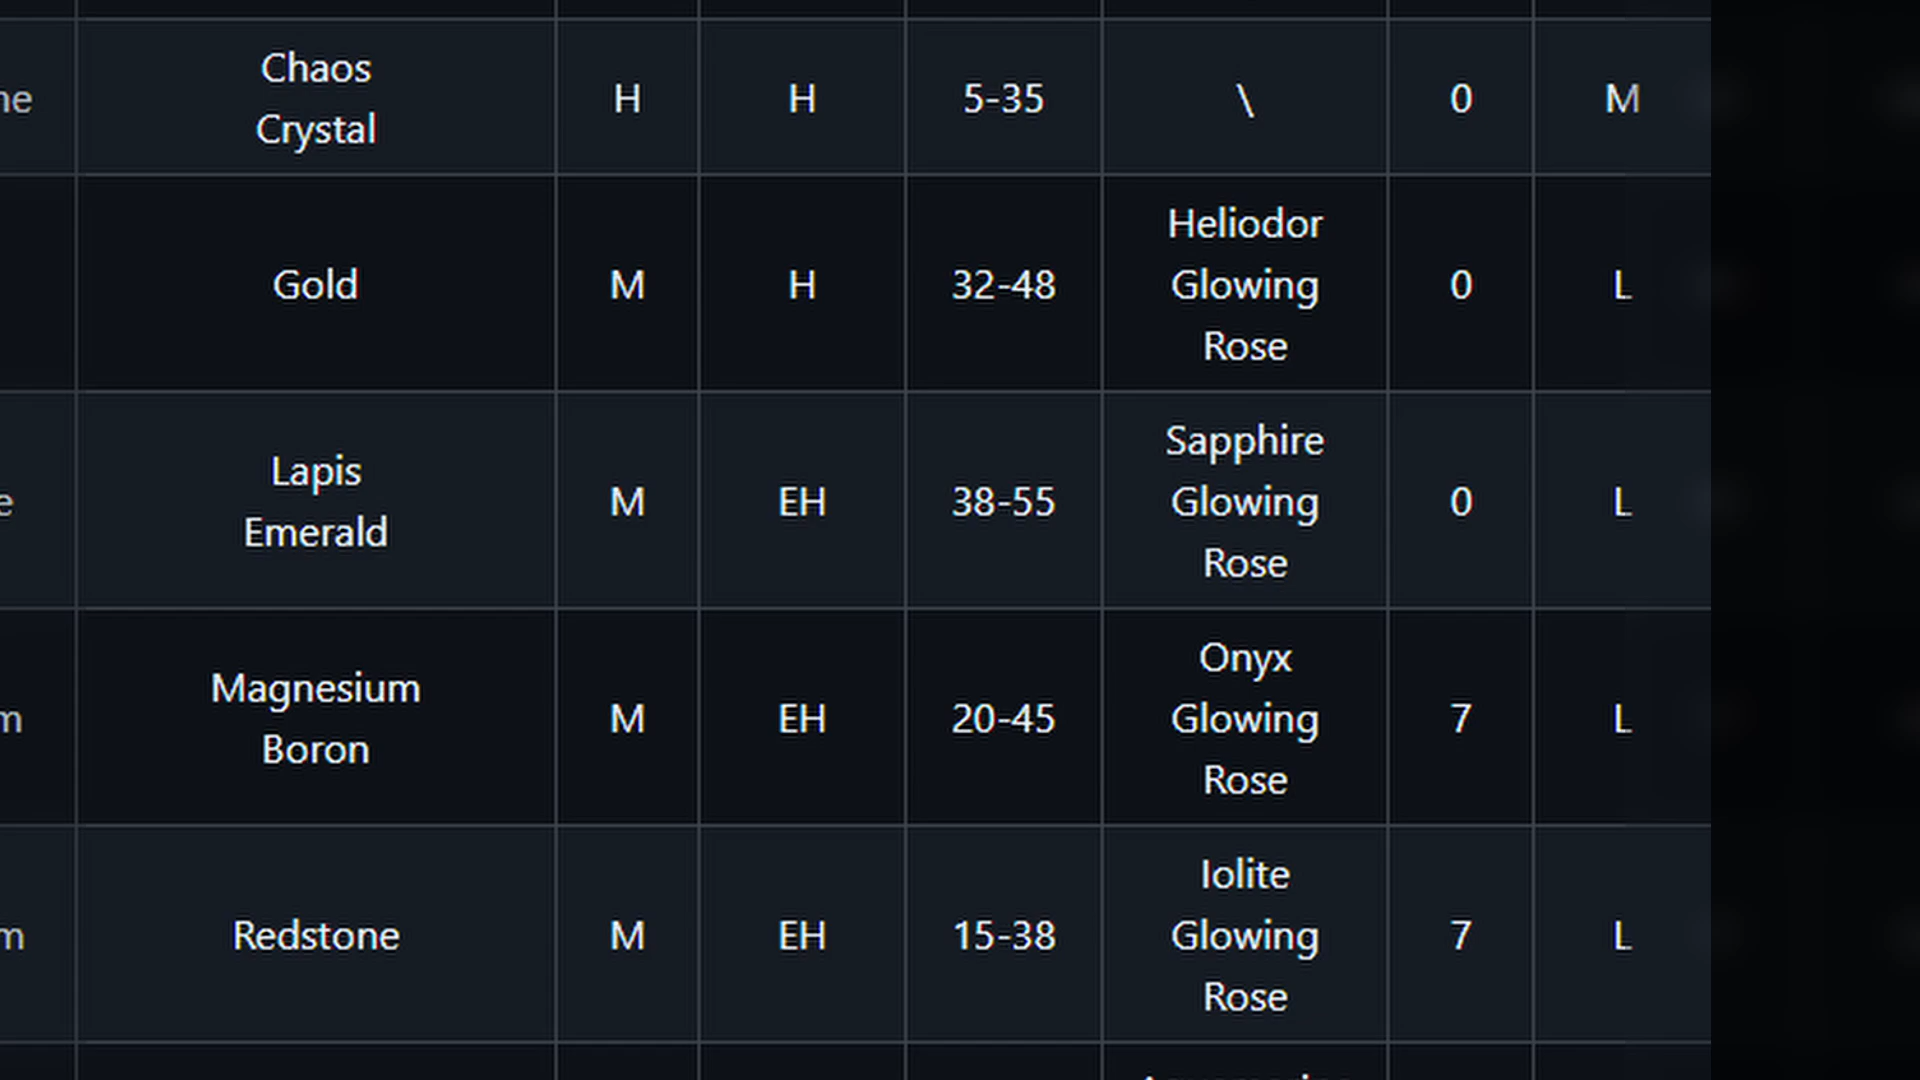 ne
Chaos
Crystal
H
H
5-35
\
0
M
Gold
M
H
32-48
Heliodor
Glowing
Rose
0
L
e
Lapis
Emerald
M
EH
38-55
Sapphire
Glowing
Rose
0
L
m
Magnesium
Boron
M
EH
20-45
Onyx
Glowing
Rose
7
L
m
Redstone
M
EH
15-38
Iolite
Glowing
Rose
7
L